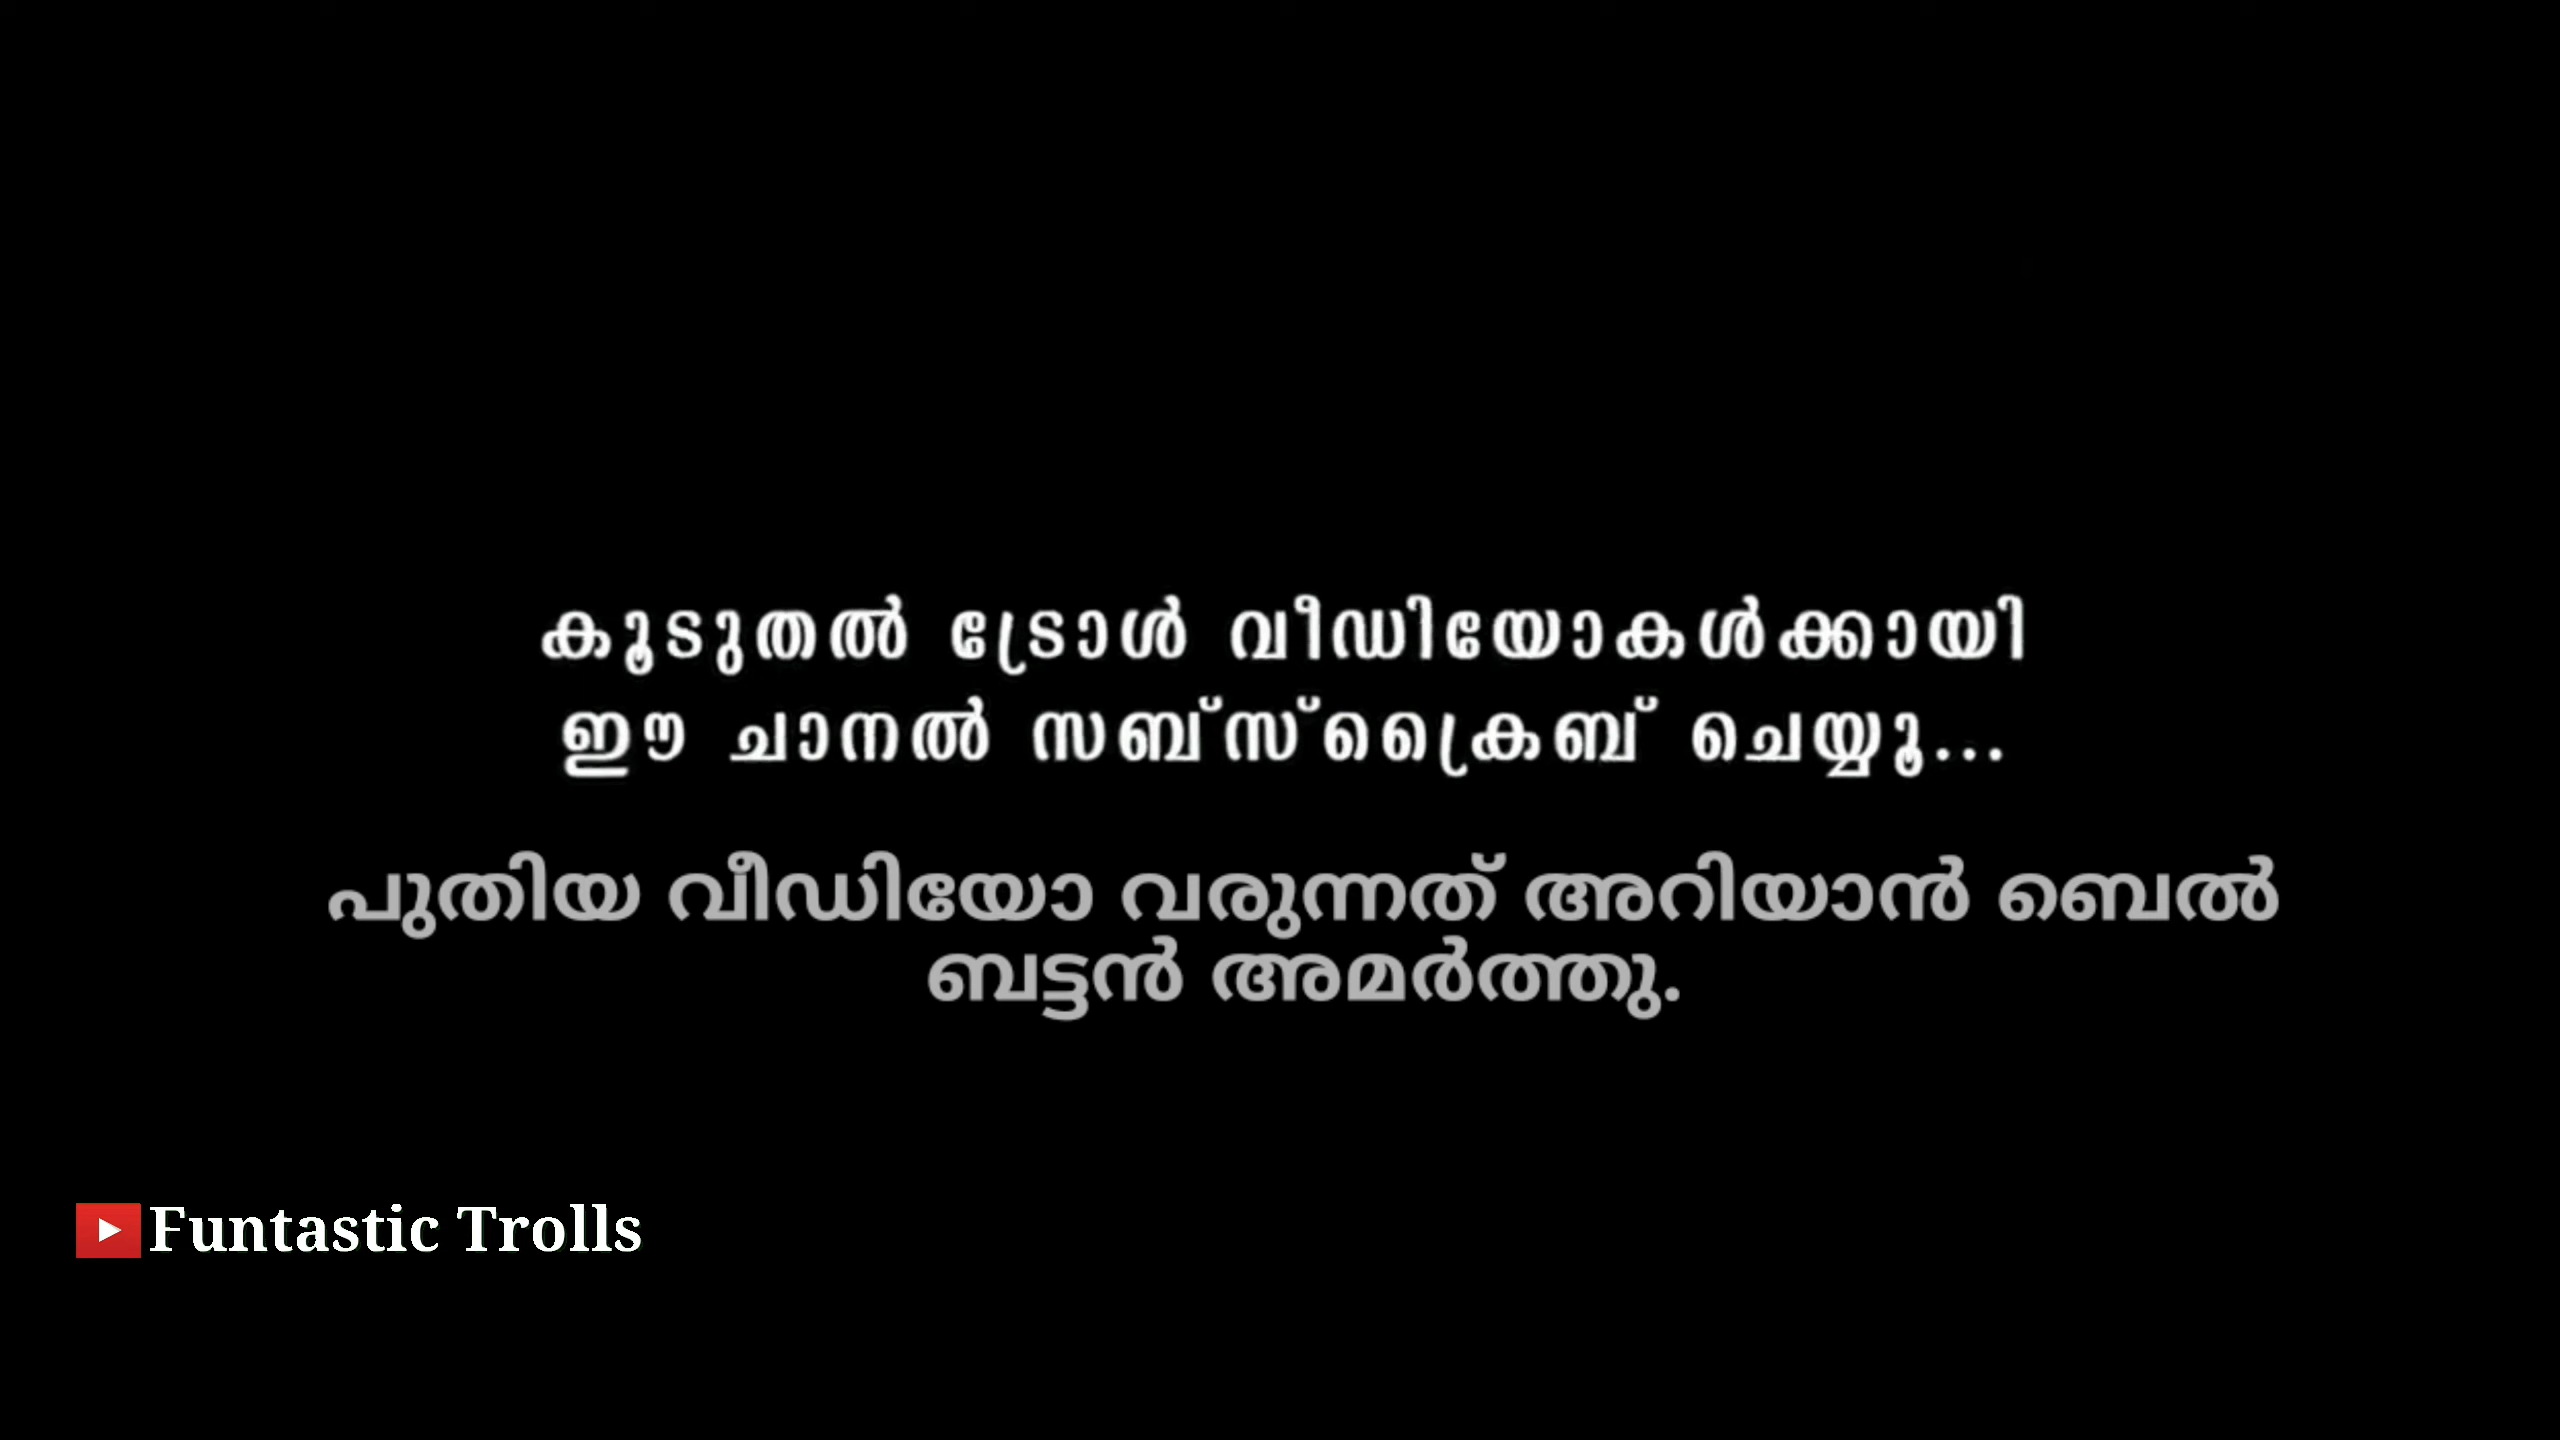 കൂടുതൽ ട്രോൾ വീഡിയോകൾക്കായി
ഈ ചാനൽ സബ്സ്ക്രൈബ് ചെയ്യൂ...
പുതിയ വീഡിയോ വരുന്നത് അറിയാൻ ബെൽ
ബട്ടൻ അമർത്തു.
Funtastic Trolls